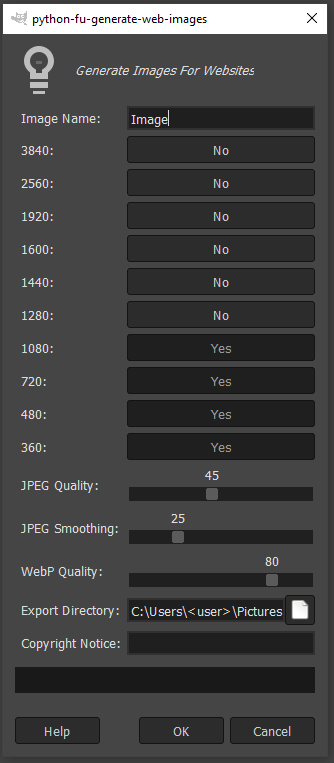 python-fu-generate-web-images
Generate Images For Websites
Image Name: Image
3840: No
2560: No
1920: No
1600: No
1440: No
1280: No
1080: Yes
720: Yes
480: Yes
360: Yes
45
JPEG Quality:
25
JPEG Smoothing:
80
WebP Quality:
Export Directory: C:\Users\<user>\Pictures
Copyright Notice:
Help OK Cancel